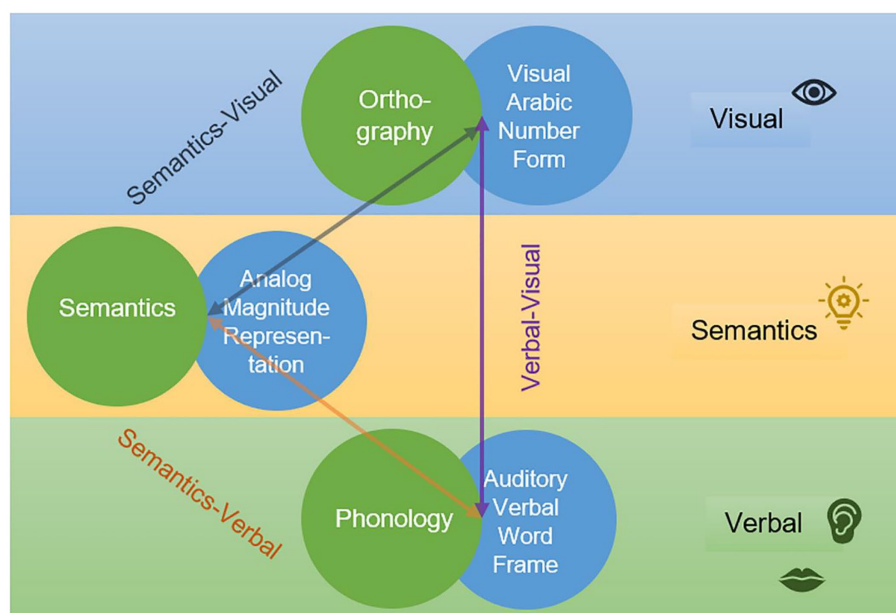 Semantics-Visual
Ortho-
graphy
Visual
Arabic
Number
Form
Visual
Semantics
Analog
Magnitude
Represen-
tation
Verbal-Visual
Semantics
Semantics-Verbal
Phonology
Auditory
Verbal
Word
Frame
Verbal